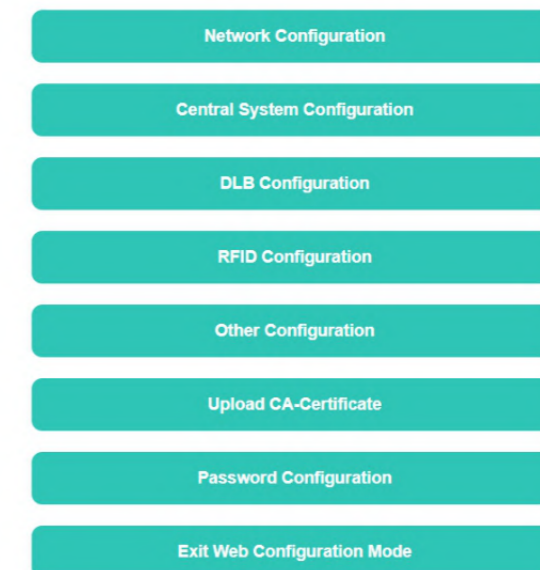 Network Configuration
Central System Configuration
DLB Configuration
RFID Configuration
Other Configuration
Upload CA-Certificate
Password Configuration
Exit Web Configuration Mode